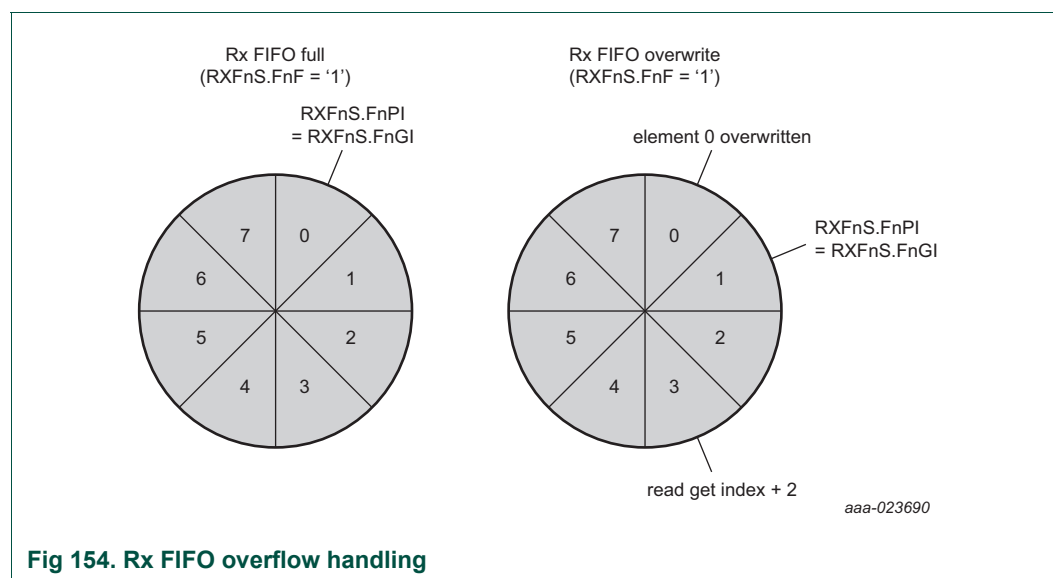 Rx FIFO full
(RXFnS.FnF = ‘1’)
RXFnS.FnPI
= RXFnS.FnGI
7
0
6
1
5
2
4
3
Rx FIFO overwrite
(RXFnS.FnF = ‘1’)
element 0 overwritten
RXFnS.FnPI
= RXFnS.FnGI
7
0
6
1
5
2
4
3
read get index + 2
aaa-023690
Fig 154. Rx FIFO overflow handling